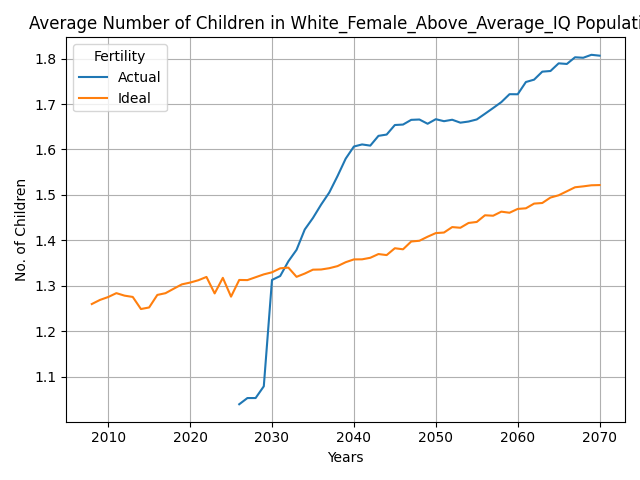 Average Number of Children in White_Female_Above_Average_IQ Populati
Fertility
Actual
Ideal
No. of Children
1.8
1.7
1.6
1.5
1.4
1.3
1.2
1.1
2010 2020 2030 2040 2050 2060 2070
Years